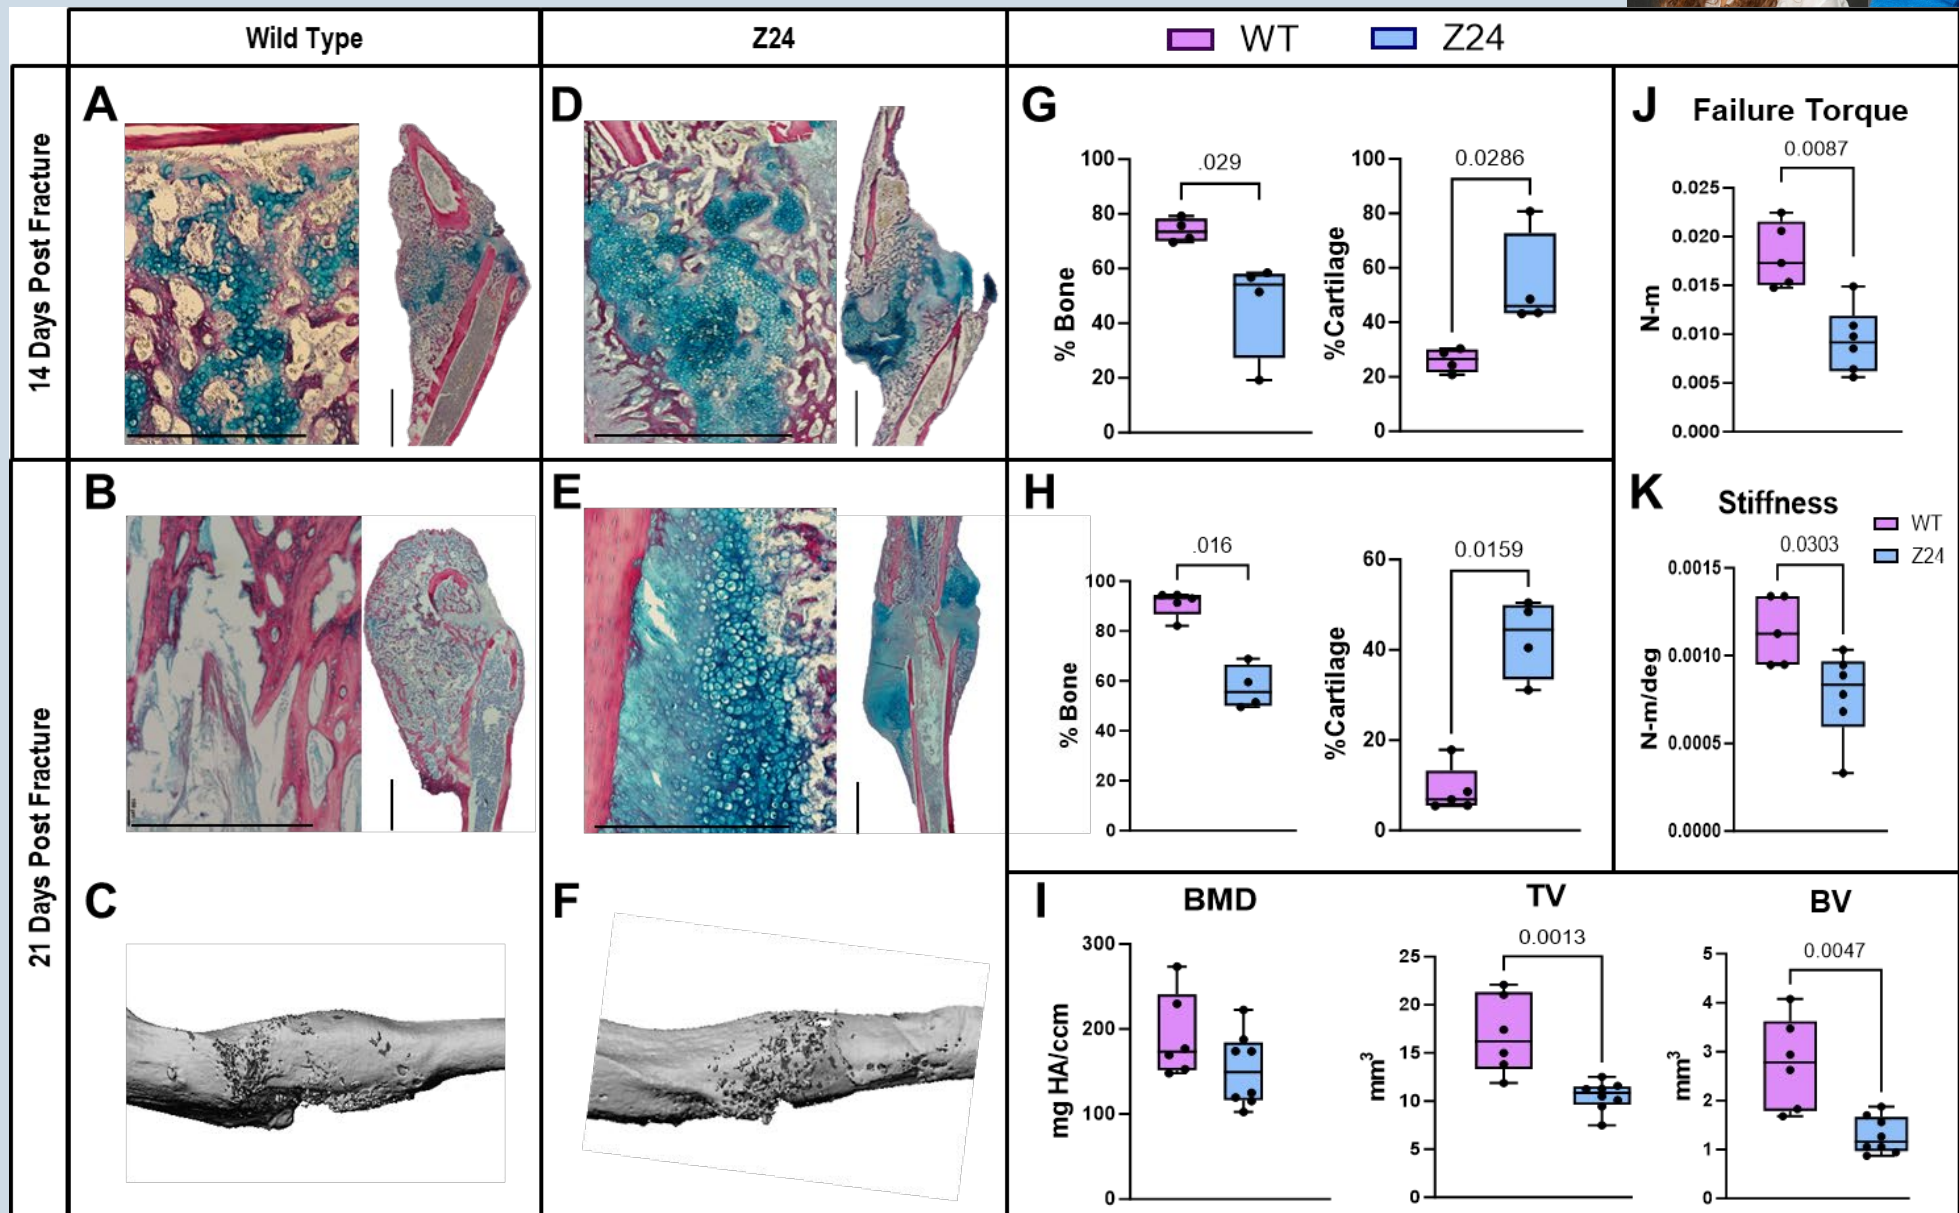 Wild Type
Z24
WT
Z24
14 Days Post Fracture
21 Days Post Fracture
A
D
G
.029
100
80
60
40
20
0
% Bone
0.0286
100
80
60
40
20
0
%Cartilage
J
Failure Torque
0.0087
0.025
0.020
0.015
0.010
0.005
0.000
N-m
B
E
H
.016
100
80
60
40
20
0
% Bone
0.0159
60
40
20
0
%Cartilage
K
Stiffness
WT
Z24
0.0303
0.0015
0.0010
0.0005
0.0000
N-m/deg
C
F
I
BMD
300
200
100
0
mg HA/ccm
TV
0.0013
25
20
15
10
5
0
mm³
BV
0.0047
5
4
3
2
1
0
mm³